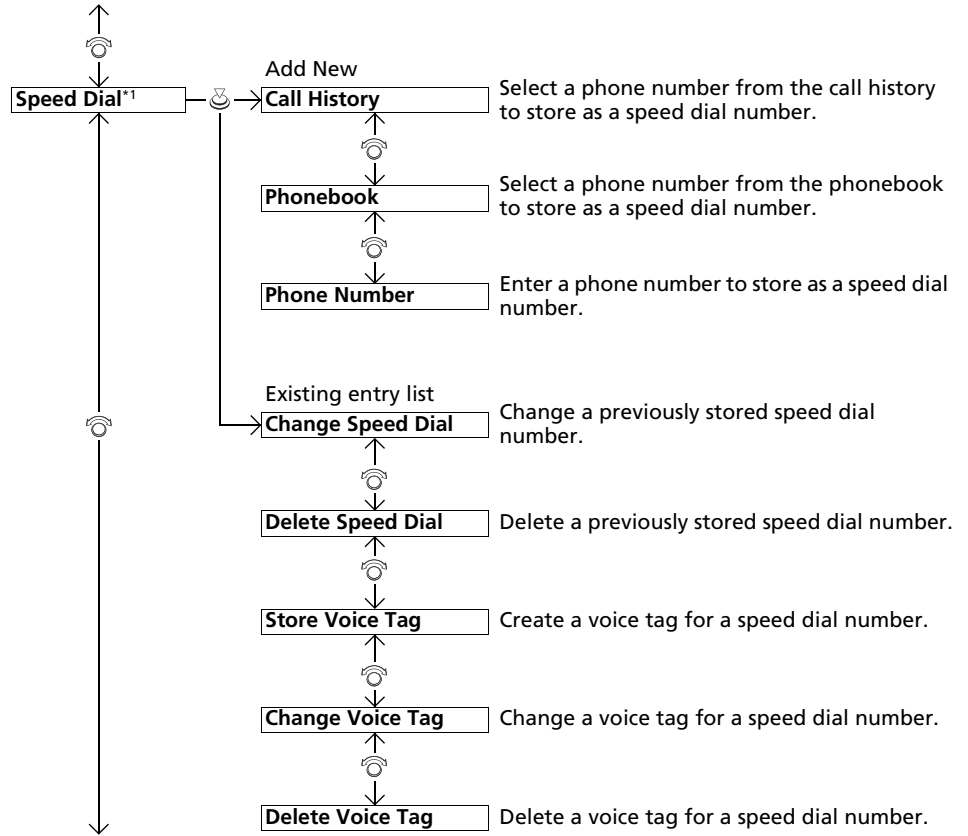 Add New
Speed Dial*1
Call History
Select a phone number from the call history
to store as a speed dial number.
Phonebook
Select a phone number from the phonebook
to store as a speed dial number.
Phone Number
Enter a phone number to store as a speed dial
number.
Existing entry list
Change Speed Dial
Change a previously stored speed dial
number.
Delete Speed Dial
Delete a previously stored speed dial number.
Store Voice Tag
Create a voice tag for a speed dial number.
Change Voice Tag
Change a voice tag for a speed dial number.
Delete Voice Tag
Delete a voice tag for a speed dial number.